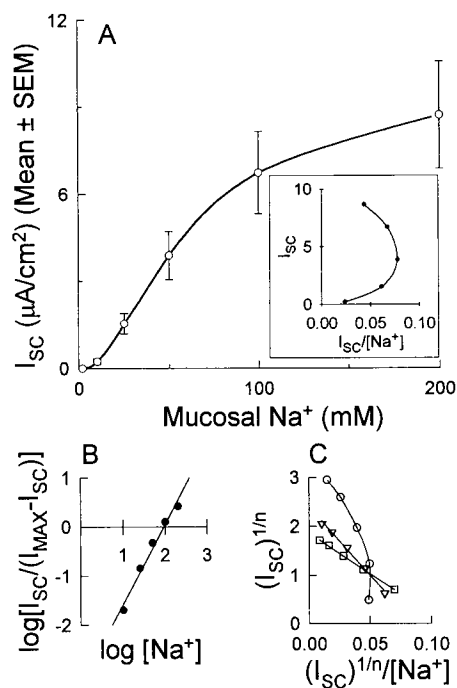 A
I_SC (μA/cm²) (Mean ± SEM)
12
6
0
0
100
200
Mucosal Na⁺ (mM)
I_SC
10
5
0
0.00 0.05 0.10
I_SC/[Na⁺]
B
log[I_SC/(I_MAX-I_SC)]
1
0
-1
-2
1 2 3
log [Na⁺]
C
(I_SC)^1/n
3
2
1
0
0.00 0.05 0.10
(I_SC)^1/n/[Na⁺]